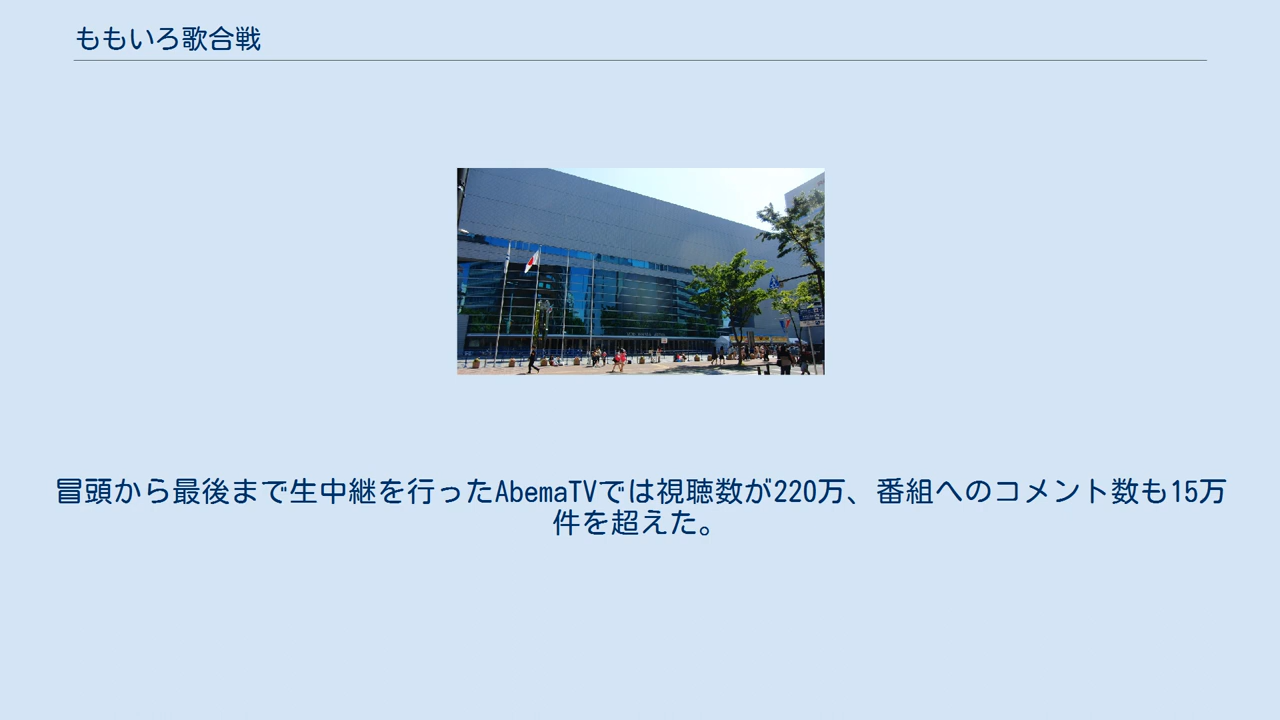 ももいろ歌合戦
冒頭から最後まで生中継を行ったAbemaTVでは視聴数が220万、番組へのコメント数も15万
件を超えた。